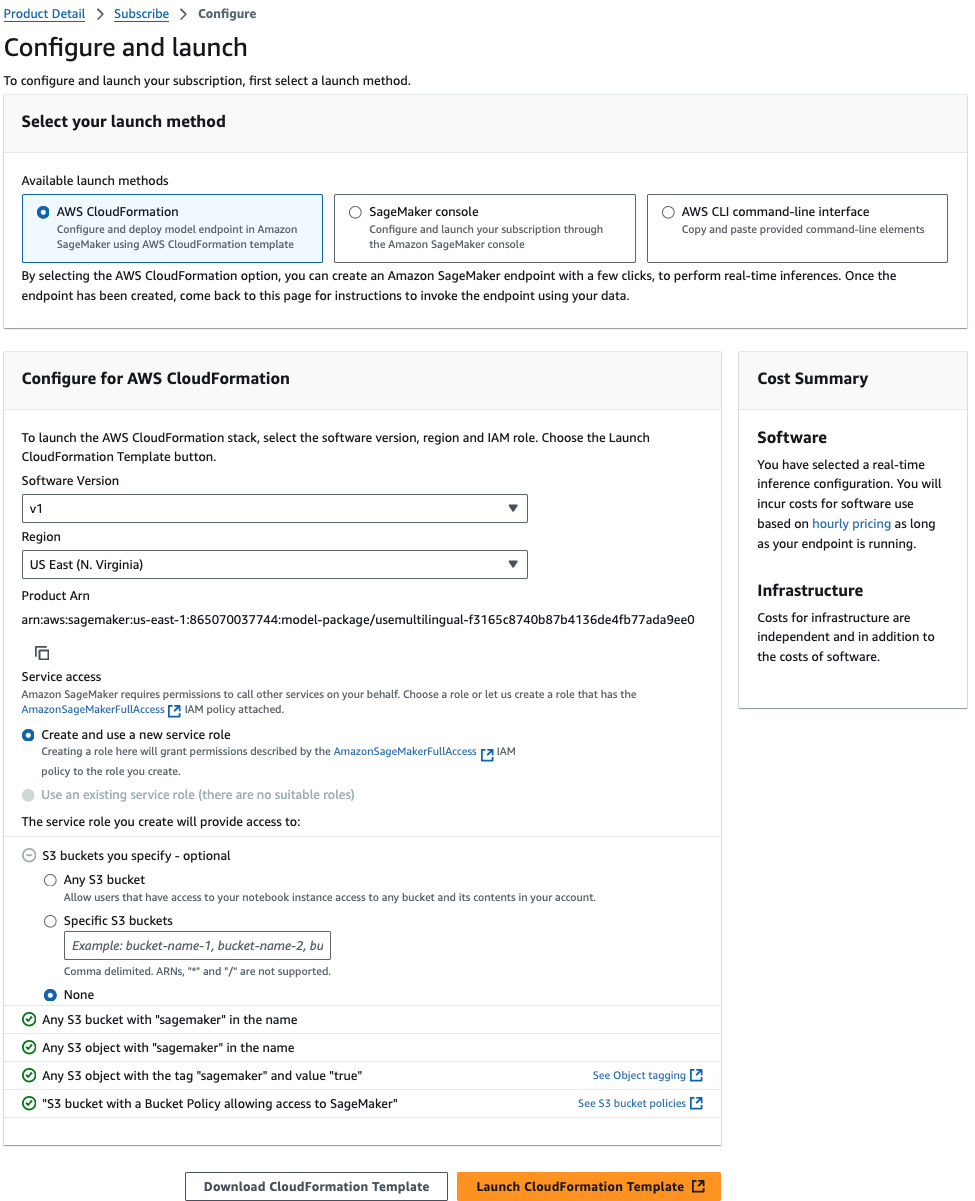 Product Detail > Subscribe > Configure
Configure and launch
To configure and launch your subscription, first select a launch method.
Select your launch method
Available launch methods
AWS CloudFormation
Configure and deploy model endpoint in Amazon
SageMaker using AWS CloudFormation template
SageMaker console
Configure and launch your subscription through
the Amazon SageMaker console
AWS CLI command-line interface
Copy and paste provided command-line elements
By selecting the AWS CloudFormation option, you can create an Amazon SageMaker endpoint with a few clicks, to perform real-time inferences. Once the
endpoint has been created, come back to this page for instructions to invoke the endpoint using your data.
Configure for AWS CloudFormation
To launch the AWS CloudFormation stack, select the software version, region and IAM role. Choose the Launch
CloudFormation Template button.
Software Version
v1
Region
US East (N. Virginia)
Product Arn
arn:aws:sagemaker:us-east-1:865070037744:model-package/usemultilingual-f3165c8740b87b4136de4fb77ada9ee0
Service access
Amazon SageMaker requires permissions to call other services on your behalf. Choose a role or let us create a role that has the
AmazonSageMakerFullAccess IAM policy attached.
Create and use a new service role
Creating a role here will grant permissions described by the AmazonSageMakerFullAccess IAM
policy to the role you create.
Use an existing service role (there are no suitable roles)
The service role you create will provide access to:
S3 buckets you specify - optional
Any S3 bucket
Allow users that have access to your notebook instance access to any bucket and its contents in your account.
Specific S3 buckets
Example: bucket-name-1, bucket-name-2, bu
Comma delimited. ARNs, "*" and "/" are not supported.
None
Any S3 bucket with "sagemaker" in the name
Any S3 object with "sagemaker" in the name
Any S3 object with the tag "sagemaker" and value "true"
See Object tagging
"S3 bucket with a Bucket Policy allowing access to SageMaker"
See S3 bucket policies
Cost Summary
Software
You have selected a real-time
inference configuration. You will
incur costs for software use
based on hourly pricing as long
as your endpoint is running.
Infrastructure
Costs for infrastructure are
independent and in addition to
the costs of software.
Download CloudFormation Template
Launch CloudFormation Template